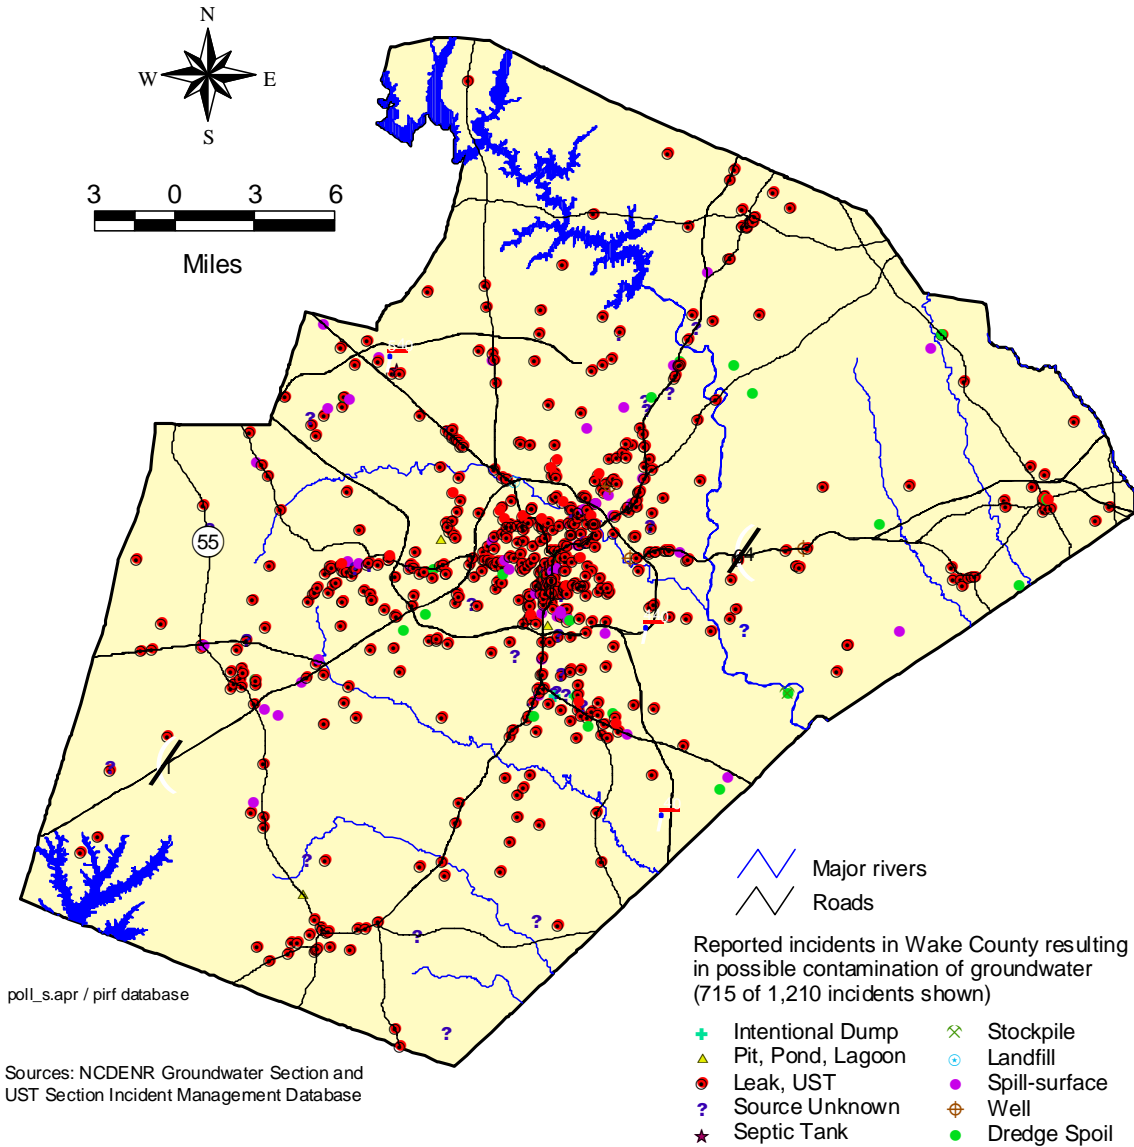 N
W E
S
3 0 3 6
Miles
55
1
Major rivers
Roads
Reported incidents in Wake County resulting
in possible contamination of groundwater
(715 of 1,210 incidents shown)
poll_s.apr / pirf database
Intentional Dump
Pit, Pond, Lagoon
Leak, UST
Source Unknown
Septic Tank
Stockpile
Landfill
Spill-surface
Well
Dredge Spoil
Sources: NCDENR Groundwater Section and
UST Section Incident Management Database